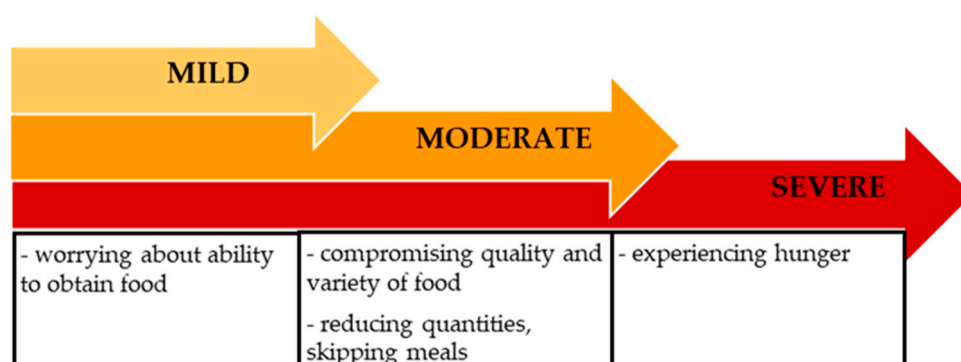 MILD
MODERATE
SEVERE
- worrying about ability
to obtain food
- compromising quality and
variety of food
- reducing quantities,
skipping meals
- experiencing hunger